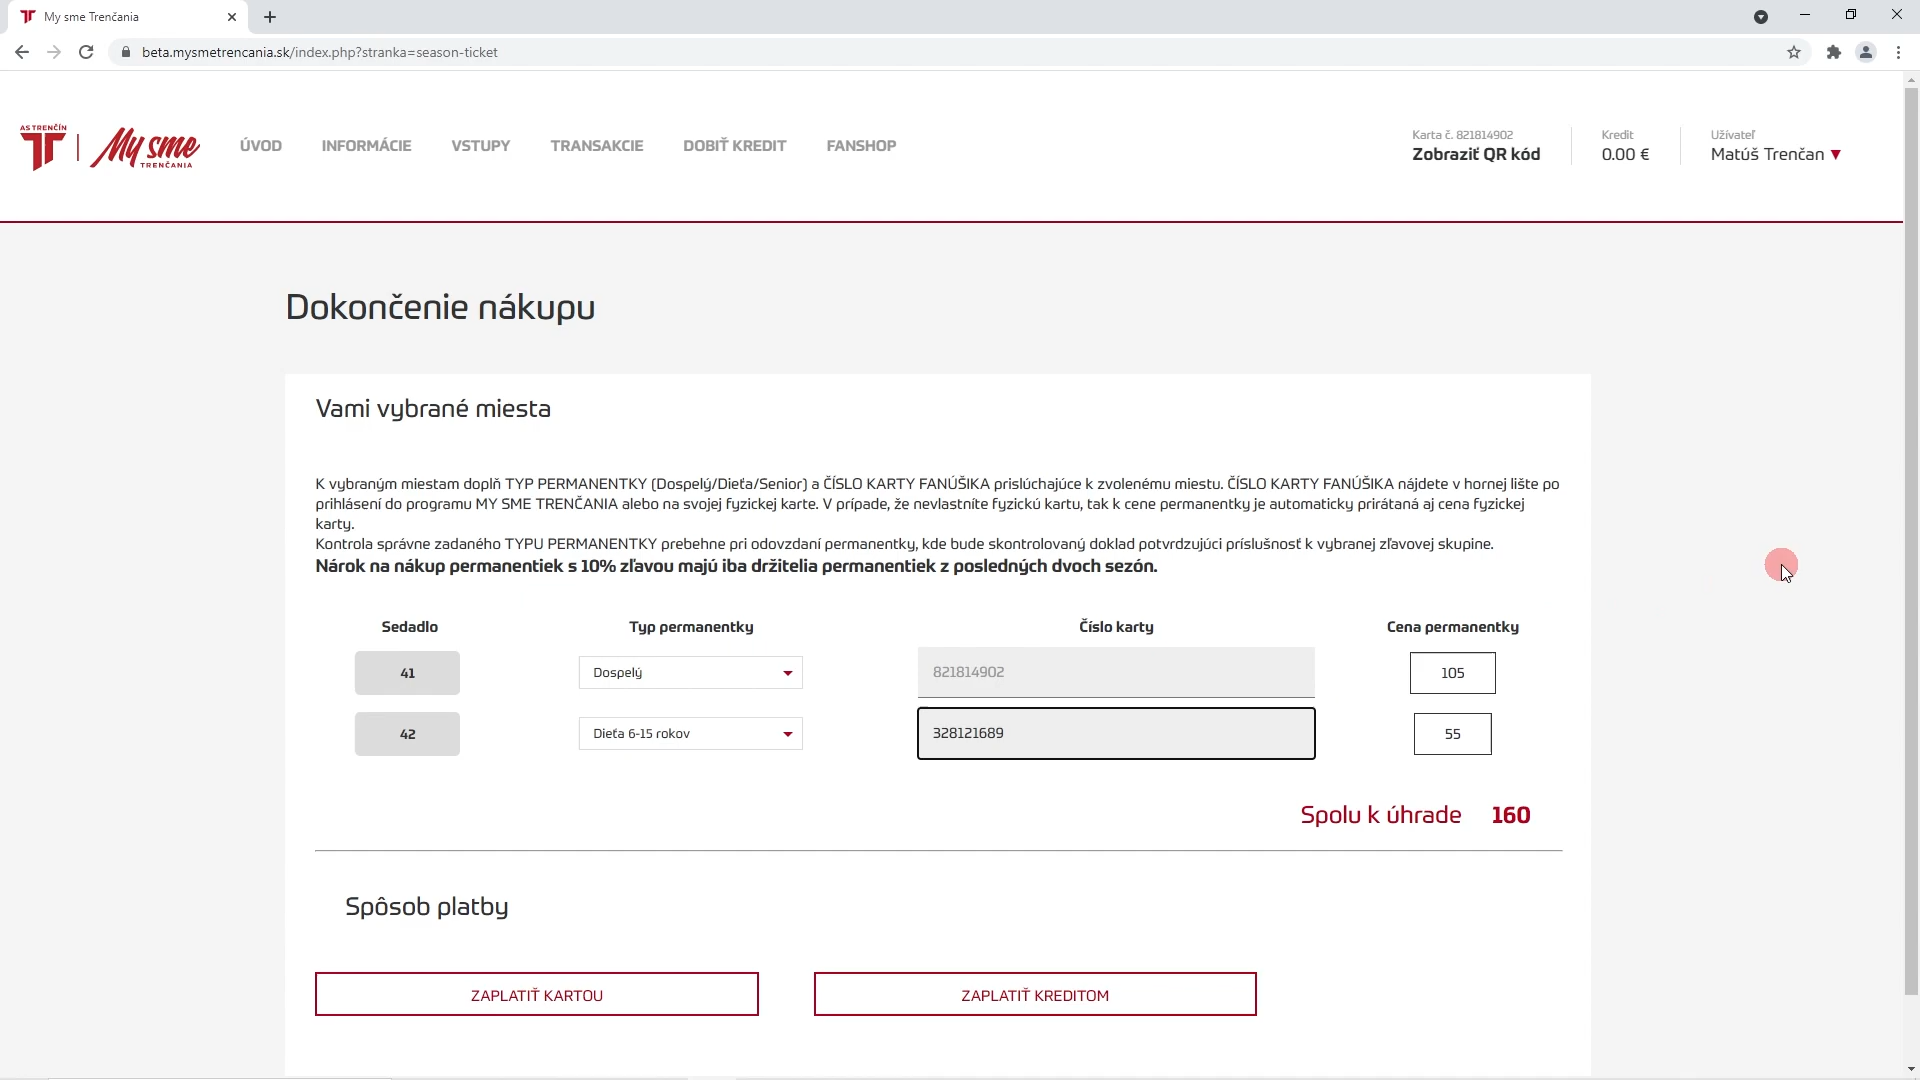 My sme Trenčania
beta.mysmetrencania.sk/index.php?stranka=season-ticket
AS TRENČÍN
My sme
TRENČANIA
ÚVOD INFORMÁCIE VSTUPY TRANSAKCIE DOBIŤ KREDIT FANSHOP
Karta č. 821814902 Kredit Užívateľ
Zobraziť QR kód 0.00 € Matúš Trenčan
Dokončenie nákupu
Vami vybrané miesta
K vybraným miestam doplň TYP PERMANENTKY (Dospelý/Dieťa/Senior) a ČÍSLO KARTY FANÚŠIKA prislúchajúce k zvolenému miestu. ČÍSLO KARTY FANÚŠIKA nájdete v hornej lište po
prihlásení do programu MY SME TRENČANIA alebo na svojej fyzickej karte. V prípade, že nevlastníte fyzickú kartu, tak k cene permanentky je automaticky prirátaná aj cena fyzickej
karty.
Kontrola správne zadaného TYPU PERMANENTKY prebehne pri odovzdaní permanentky, kde bude skontrolovaný doklad potvrdzujúci príslušnosť k vybranej zľavovej skupine.
Nárok na nákup permanentiek s 10% zľavou majú iba držitelia permanentiek z posledných dvoch sezón.
Sedadlo Typ permanentky Číslo karty Cena permanentky
41 Dospelý 821814902 105
42 Dieťa 6-15 rokov 328121689 55
Spolu k úhrade 160
Spôsob platby
ZAPLATIŤ KARTOU ZAPLATIŤ KREDITOM